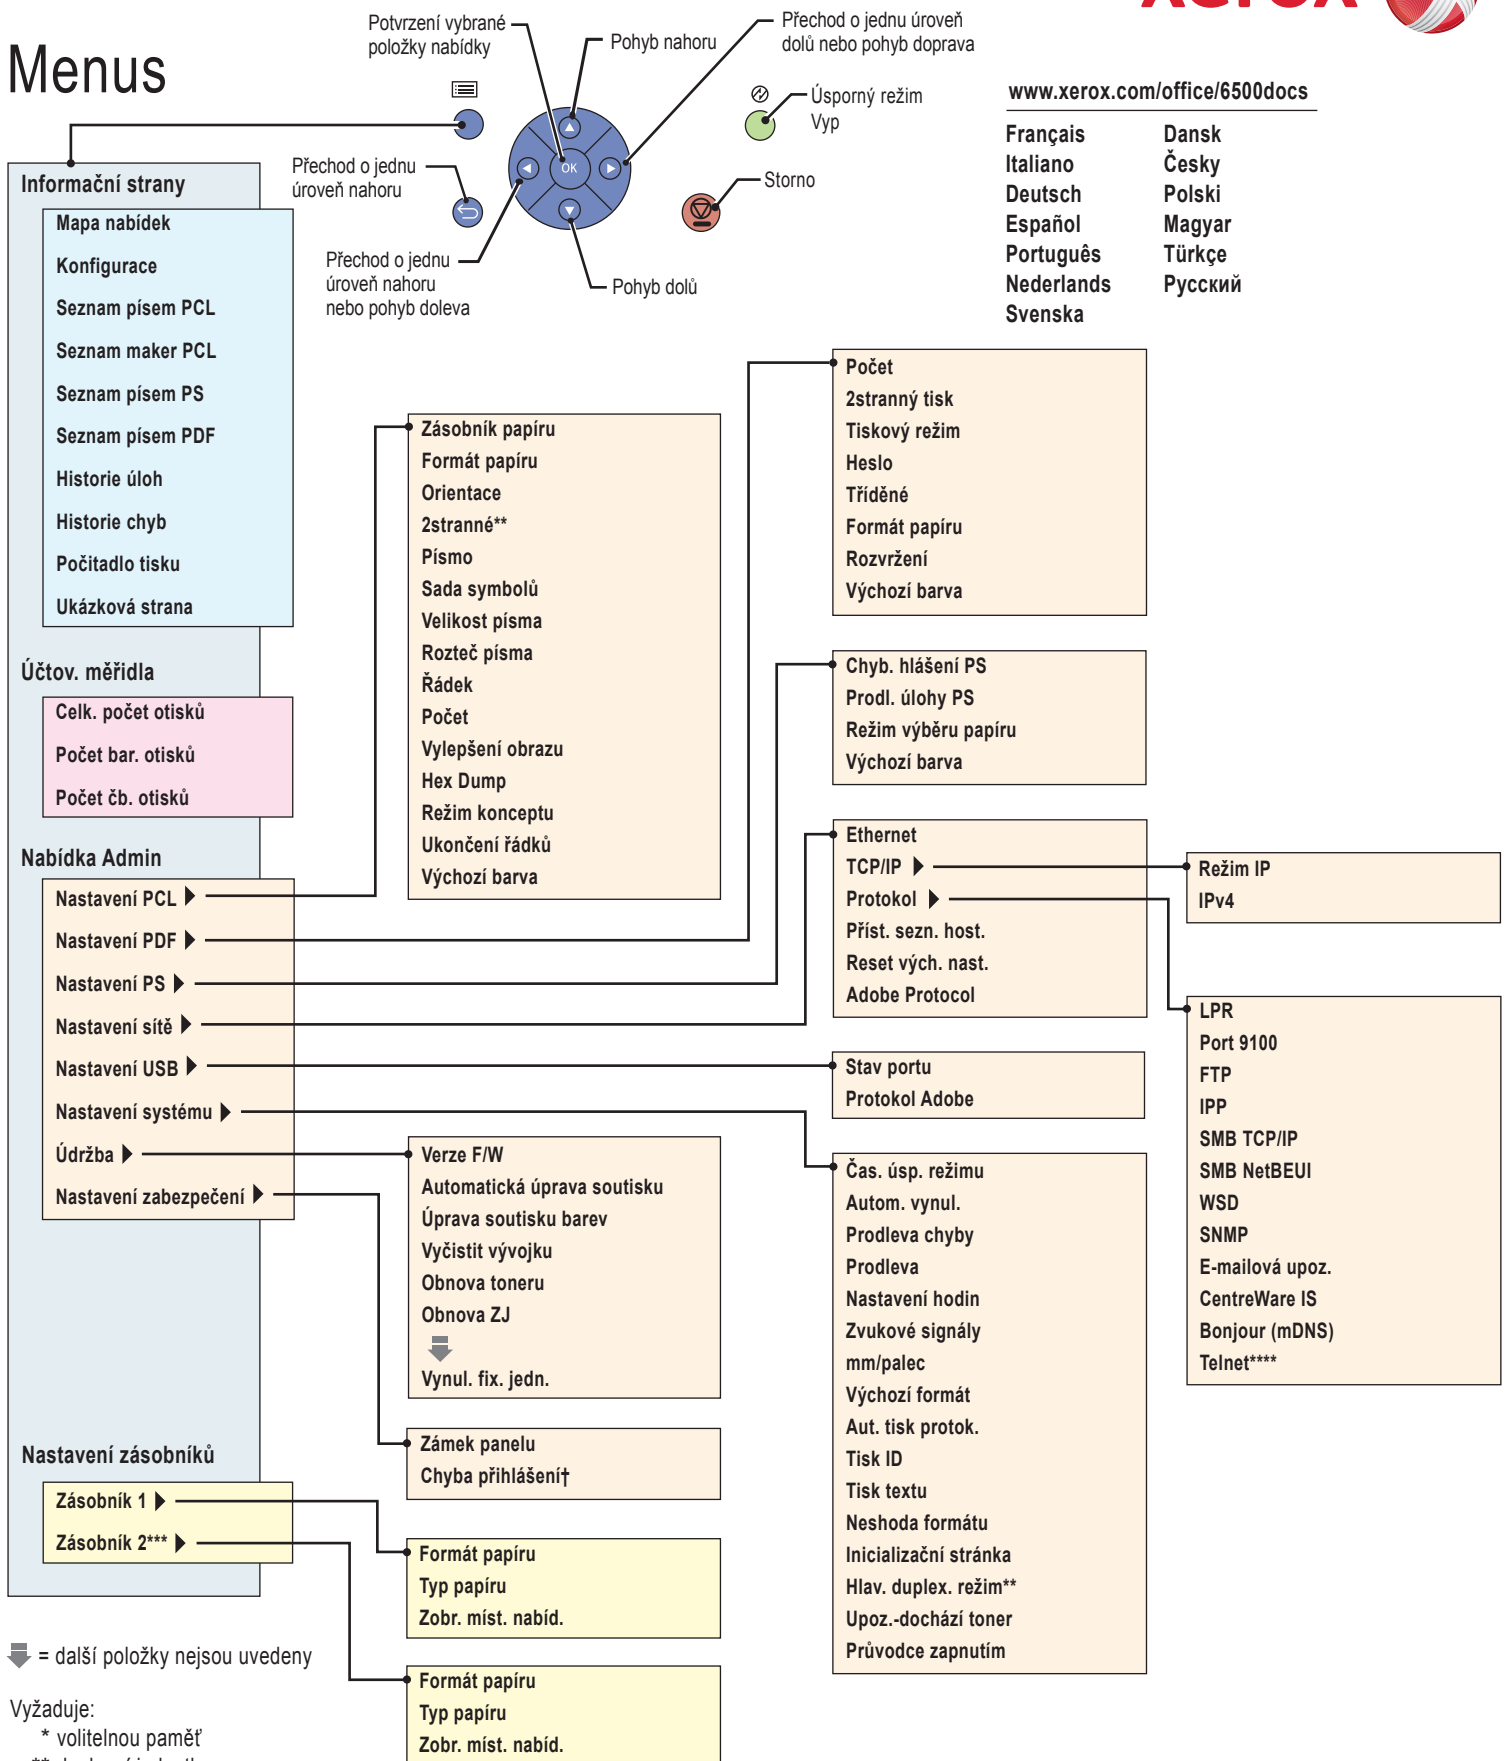 xerox
Menus
Potvrzení vybrané
položky nabídky
Pohyb nahoru
Přechod o jednu úroveň
dolů nebo pohyb doprava
Úsporný režim
Vyp
Přechod o jednu
úroveň nahoru
OK
Storno
Přechod o jednu
úroveň nahoru
nebo pohyb doleva
Pohyb dolů
www.xerox.com/office/6500docs
Français
Italiano
Deutsch
Español
Português
Nederlands
Svenska
Dansk
Česky
Polski
Magyar
Türkçe
Русский
Informační strany
Mapa nabídek
Konfigurace
Seznam písem PCL
Seznam maker PCL
Seznam písem PS
Seznam písem PDF
Historie úloh
Historie chyb
Počitadlo tisku
Ukázková strana
Účtov. měřidla
Celk. počet otisků
Počet bar. otisků
Počet čb. otisků
Nabídka Admin
Nastavení PCL
Nastavení PDF
Nastavení PS
Nastavení sítě
Nastavení USB
Nastavení systému
Údržba
Nastavení zabezpečení
Nastavení zásobníků
Zásobník 1
Zásobník 2***
Zásobník papíru
Formát papíru
Orientace
2stranné**
Písmo
Sada symbolů
Velikost písma
Rozteč písma
Řádek
Počet
Vylepšení obrazu
Hex Dump
Režim konceptu
Ukončení řádků
Výchozí barva
Verze F/W
Automatická úprava soutisku
Úprava soutisku barev
Vyčistit vývojku
Obnova toneru
Obnova ZJ
Vynul. fix. jedn.
Zámek panelu
Chyba přihlášení†
Formát papíru
Typ papíru
Zobr. míst. nabíd.
Formát papíru
Typ papíru
Zobr. míst. nabíd.
Počet
2stranný tisk
Tiskový režim
Heslo
Tříděné
Formát papíru
Rozvržení
Výchozí barva
Chyb. hlášení PS
Prodl. úlohy PS
Režim výběru papíru
Výchozí barva
Ethernet
TCP/IP
Protokol
Příst. sezn. host.
Reset vých. nast.
Adobe Protocol
Stav portu
Protokol Adobe
Čas. úsp. režimu
Autom. vynul.
Prodleva chyby
Prodleva
Nastavení hodin
Zvukové signály
mm/palec
Výchozí formát
Aut. tisk protok.
Tisk ID
Tisk textu
Neshoda formátu
Inicializační stránka
Hlav. duplex. režim**
Upoz.-dochází toner
Průvodce zapnutím
Režim IP
IPv4
LPR
Port 9100
FTP
IPP
SMB TCP/IP
SMB NetBEUI
WSD
SNMP
E-mailová upoz.
CentreWare IS
Bonjour (mDNS)
Telnet****
= další položky nejsou uvedeny
Vyžaduje:
* volitelnou paměť